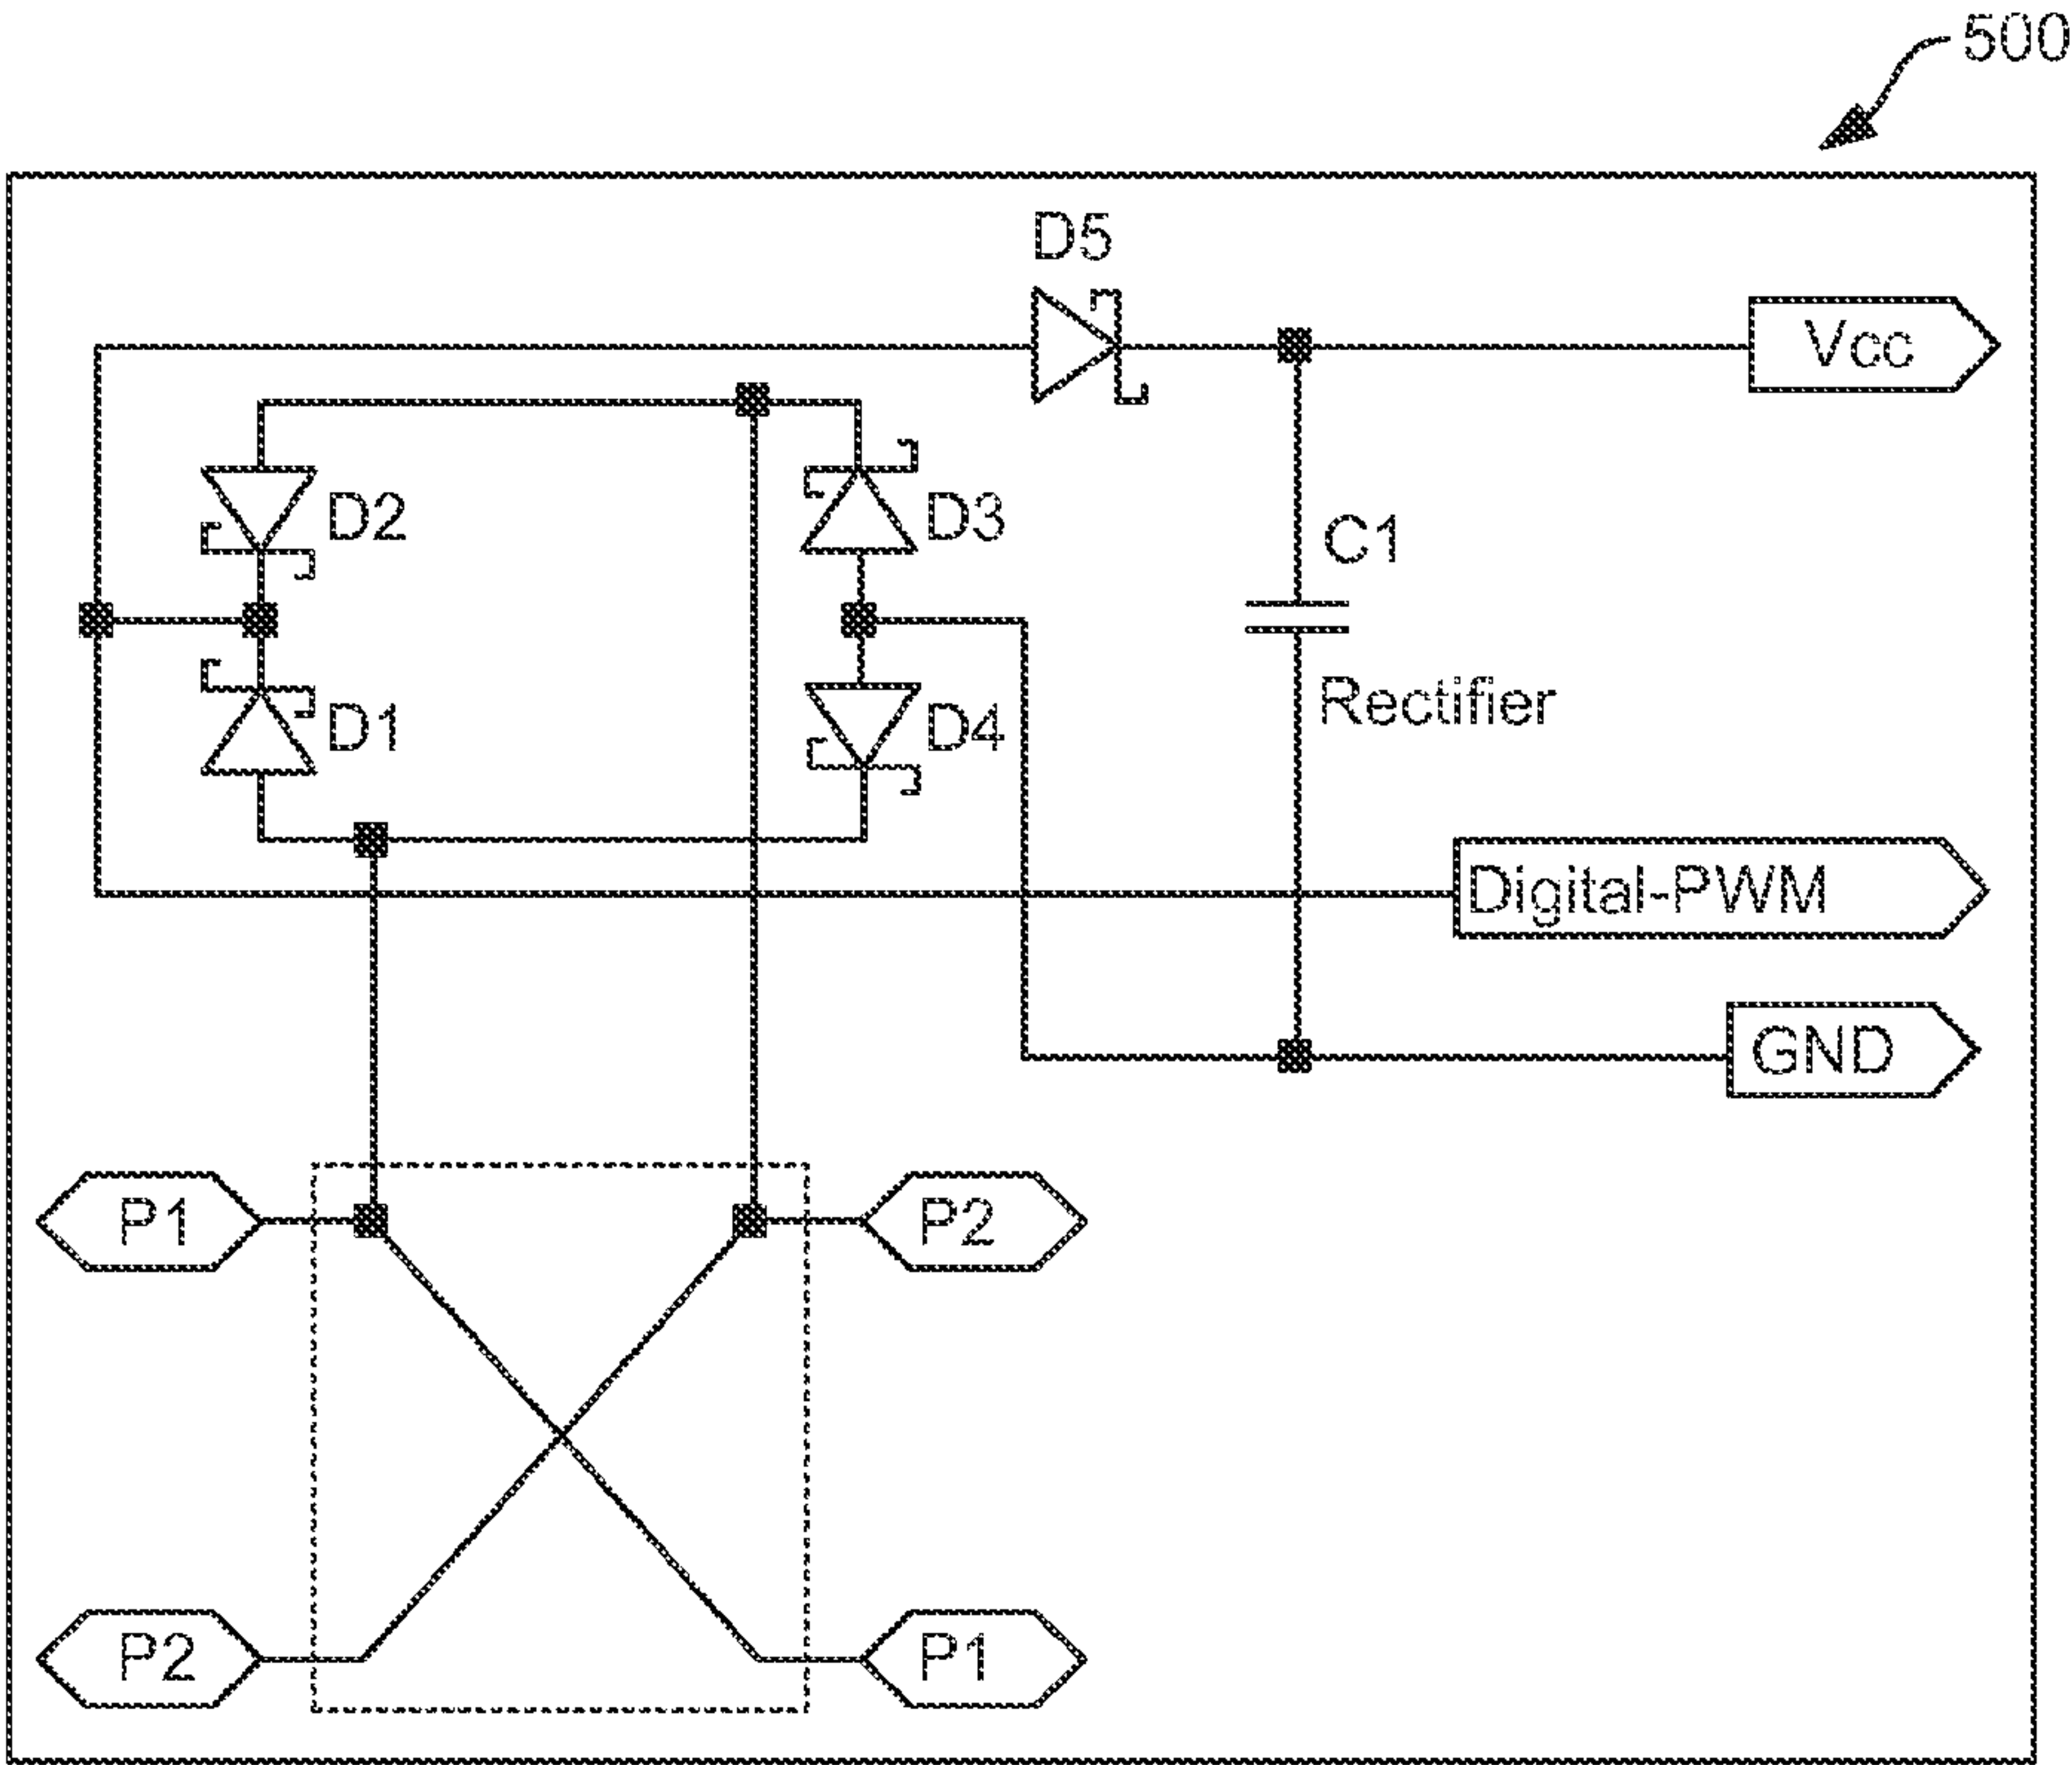 500
D5
Vcc
D2
D3
C1
D1
D4
Rectifier
Digital-PWM
GND
P1
P2
P2
P1